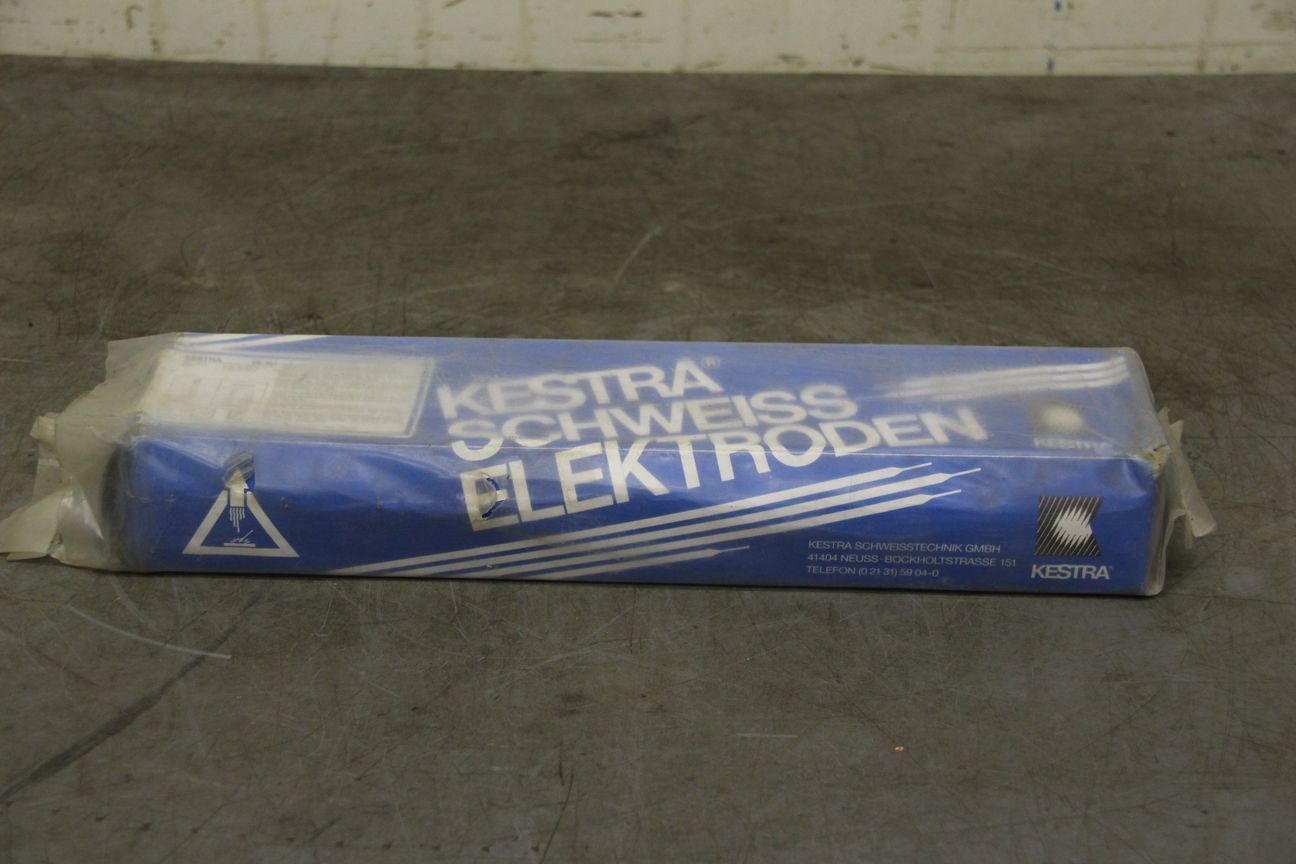 KESTRA®
SCHWEISS
ELEKTRODEN
KESTRA
KESTRA SCHWEISSTECHNIK GMBH
41404 NEUSS · BOCKHOLTSTRASSE 151
TELEFON (0 21 31) 59 04-0
KESTRA®